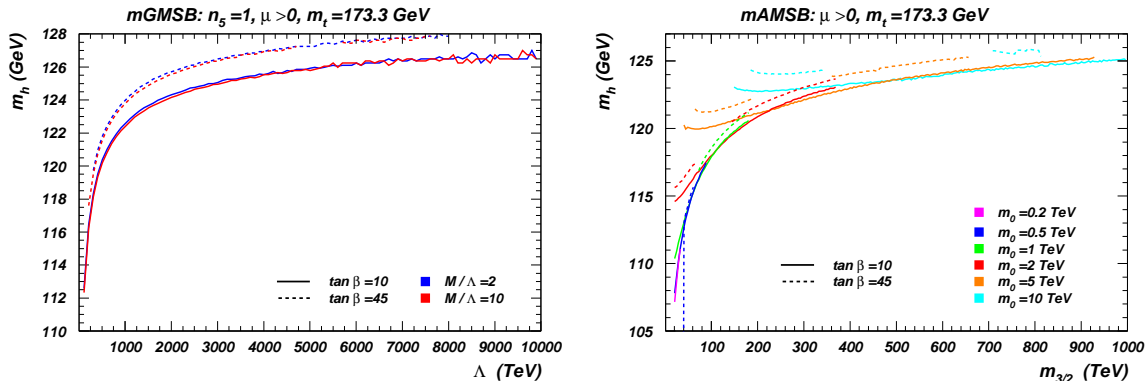 mGMSB: n5 =1, μ >0, mt =173.3 GeV
mh (GeV)
128
126
124
122
120
118
116
114
112
110
tan β =10
tan β =45
M / Λ =2
M / Λ =10
1000 2000 3000 4000 5000 6000 7000 8000 9000 10000
Λ (TeV)
mAMSB: μ >0, mt =173.3 GeV
mh (GeV)
125
120
115
110
105
tan β =10
tan β =45
m0 =0.2 TeV
m0 =0.5 TeV
m0 =1 TeV
m0 =2 TeV
m0 =5 TeV
m0 =10 TeV
100 200 300 400 500 600 700 800 900 1000
m3/2 (TeV)